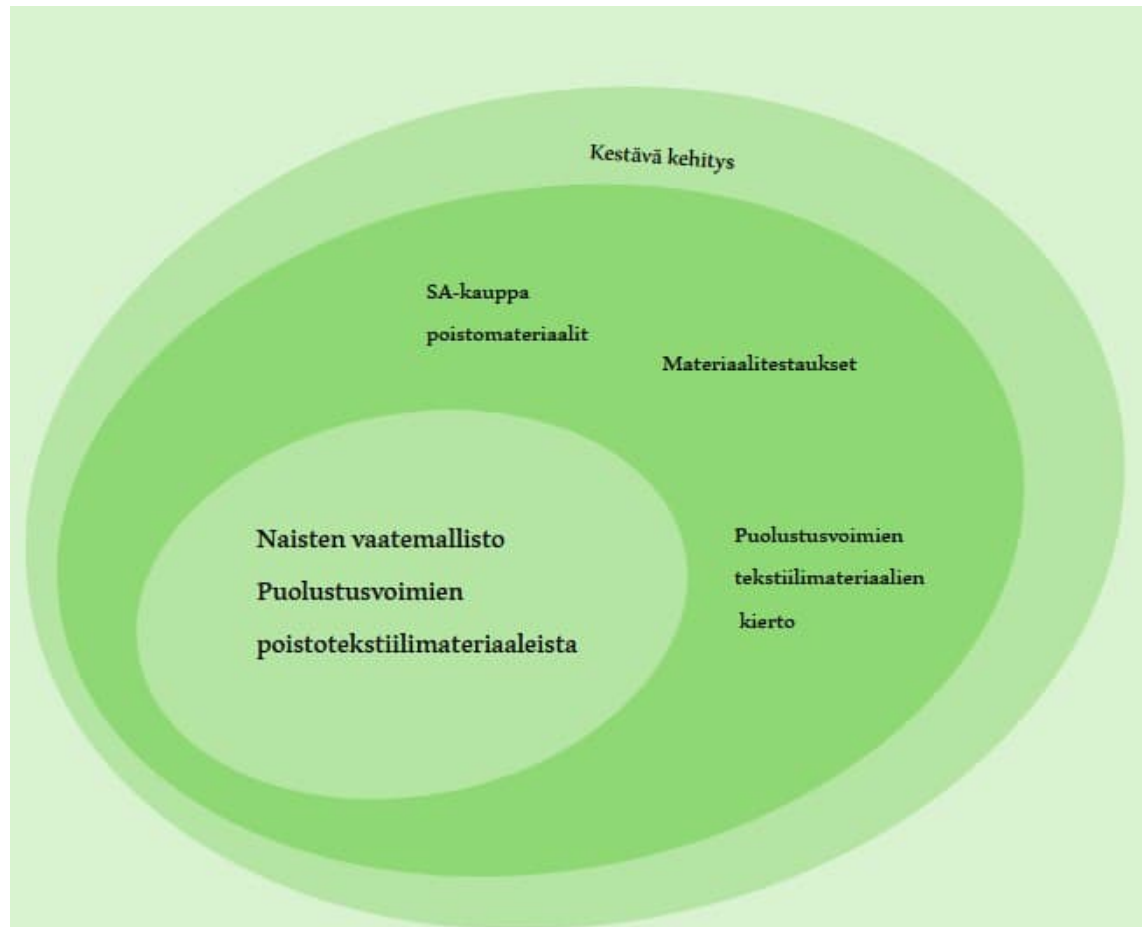 Kestävä kehitys
SA-kauppa
poistomateriaalit
Materiaalitestaukset
Naisten vaatemallisto
Puolustusvoimien
poistotekstiilimateriaaleista
Puolustusvoimien
tekstiilimateriaalien
kierto